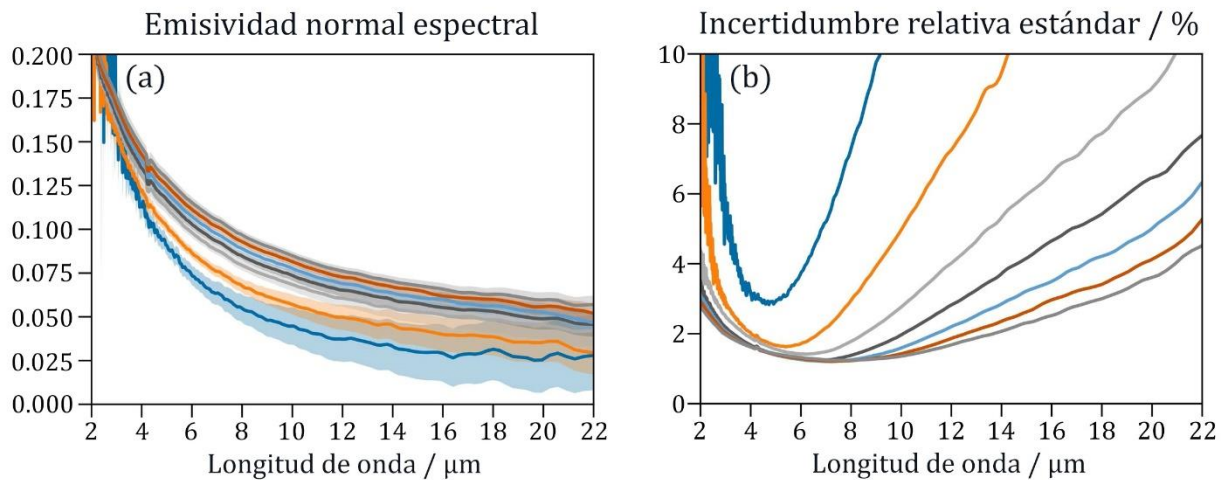 Emisividad normal espectral
(a)
0.200
0.175
0.150
0.125
0.100
0.075
0.050
0.025
0.000
2 4 6 8 10 12 14 16 18 20 22
Longitud de onda / μm
Incertidumbre relativa estándar / %
(b)
10
8
6
4
2
0
2 4 6 8 10 12 14 16 18 20 22
Longitud de onda / μm